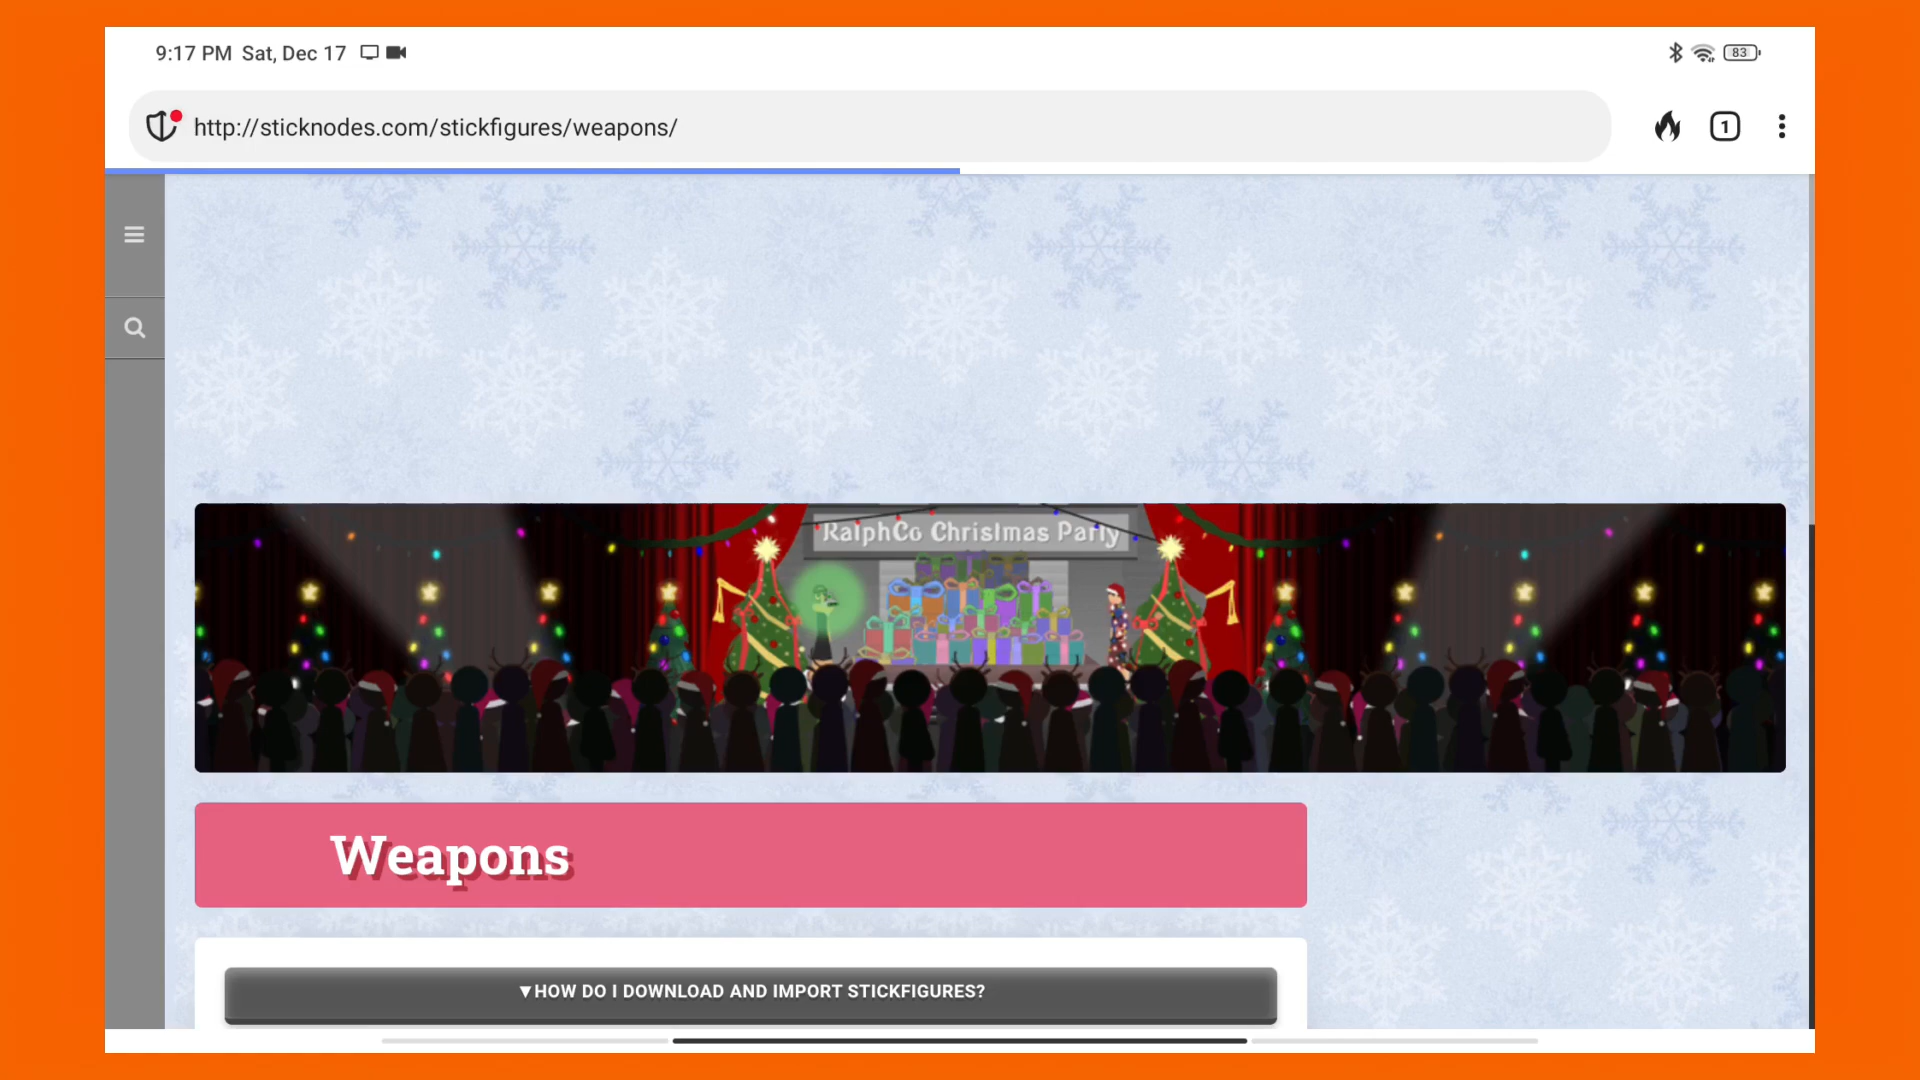 9:17 PM Sat, Dec 17
83
http://sticknodes.com/stickfigures/weapons/
1
RalphCo Christmas Party
Weapons
▼HOW DO I DOWNLOAD AND IMPORT STICKFIGURES?